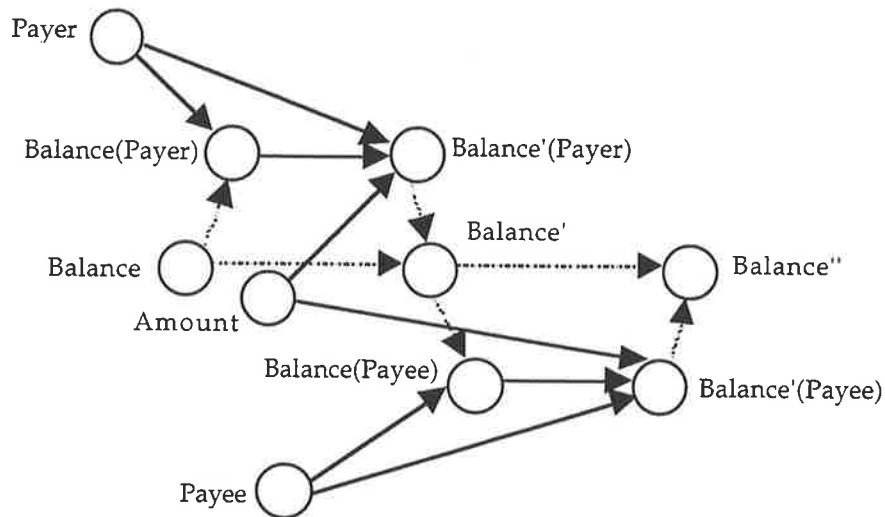 Payer
Balance(Payer)
Balance'(Payer)
Balance'
Balance
Balance"
Amount
Balance(Payee)
Balance'(Payee)
Payee